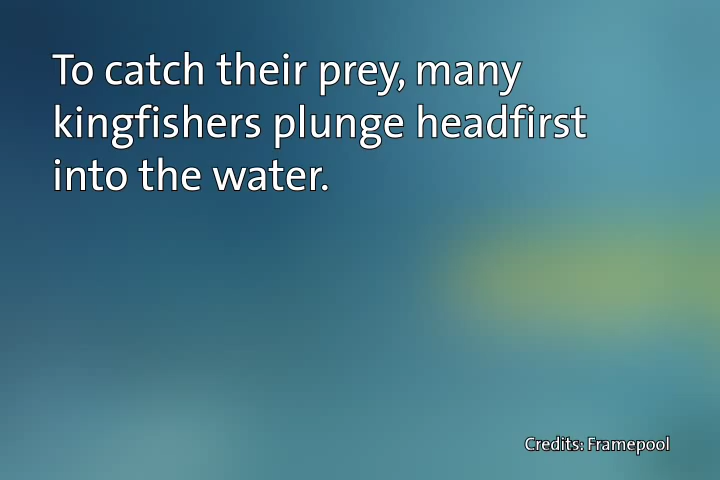 To catch their prey, many
kingfishers plunge headfirst
into the water.
Credits: Framepool